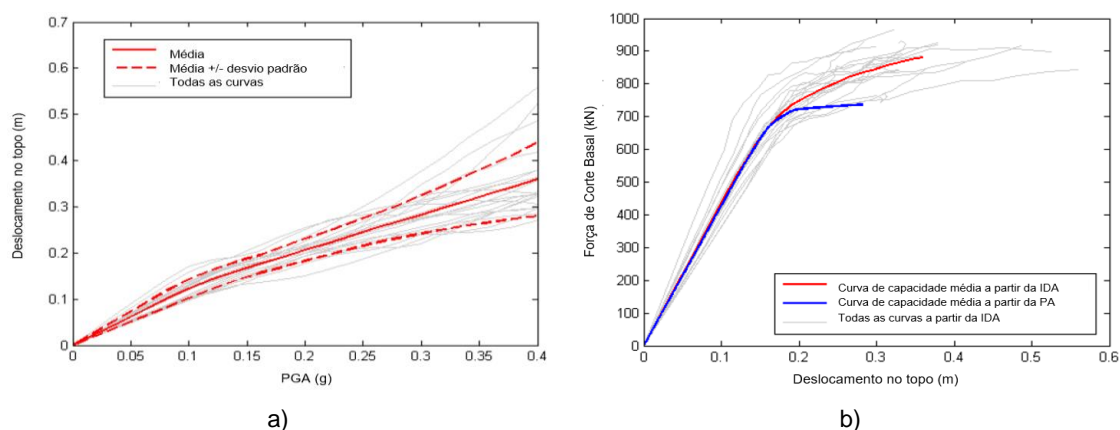 0.7
0.6
0.5
0.4
0.3
0.2
0.1
0
Deslocamento no topo (m)
Média
Média +/- desvio padrão
Todas as curvas
0
0.05
0.1
0.15
0.2
0.25
0.3
0.35
0.4
PGA (g)
a)
1000
900
800
700
600
500
400
300
200
100
0
Força de Corte Basal (kN)
Curva de capacidade média a partir da IDA
Curva de capacidade média a partir da PA
Todas as curvas a partir da IDA
0
0.1
0.2
0.3
0.4
0.5
0.6
Deslocamento no topo (m)
b)